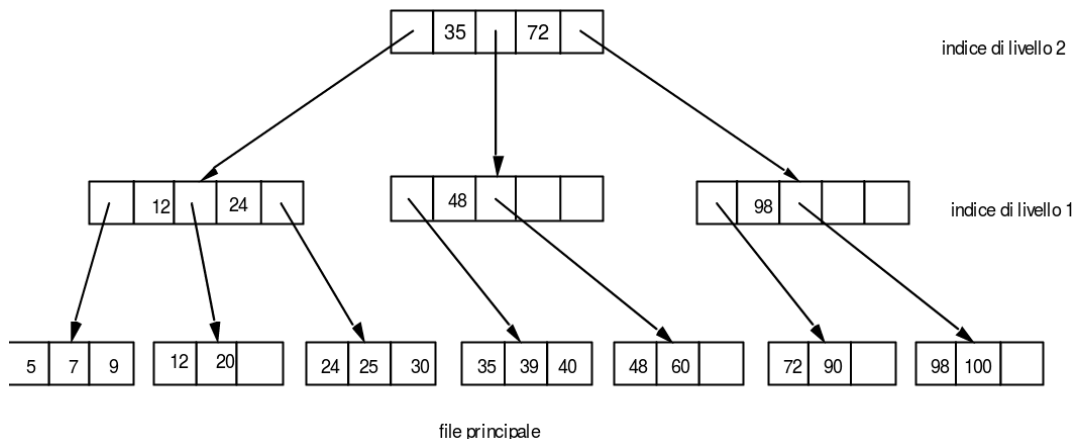 35 72
indice di livello 2
12 24
48
98
indice di livello 1
5 7 9
12 20
24 25 30
35 39 40
48 60
72 90
98 100
file principale